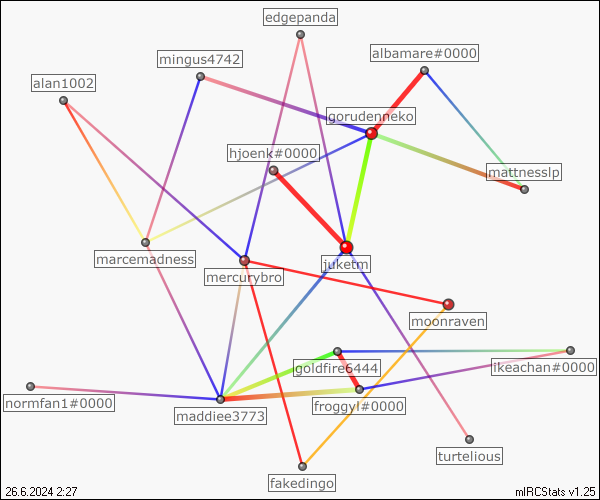 edgepanda
albamare#0000
mingus4742
alan1002
gorudenneko
hjoenk#0000
mattnesslp
marcemadness
juketm
mercurybro
moonraven
goldfire6444
ikeachan#0000
normfan1#0000
froggyl#0000
maddiee3773
turtelious
fakedingo
26.6.2024 2:27
mIRCStats v1.25